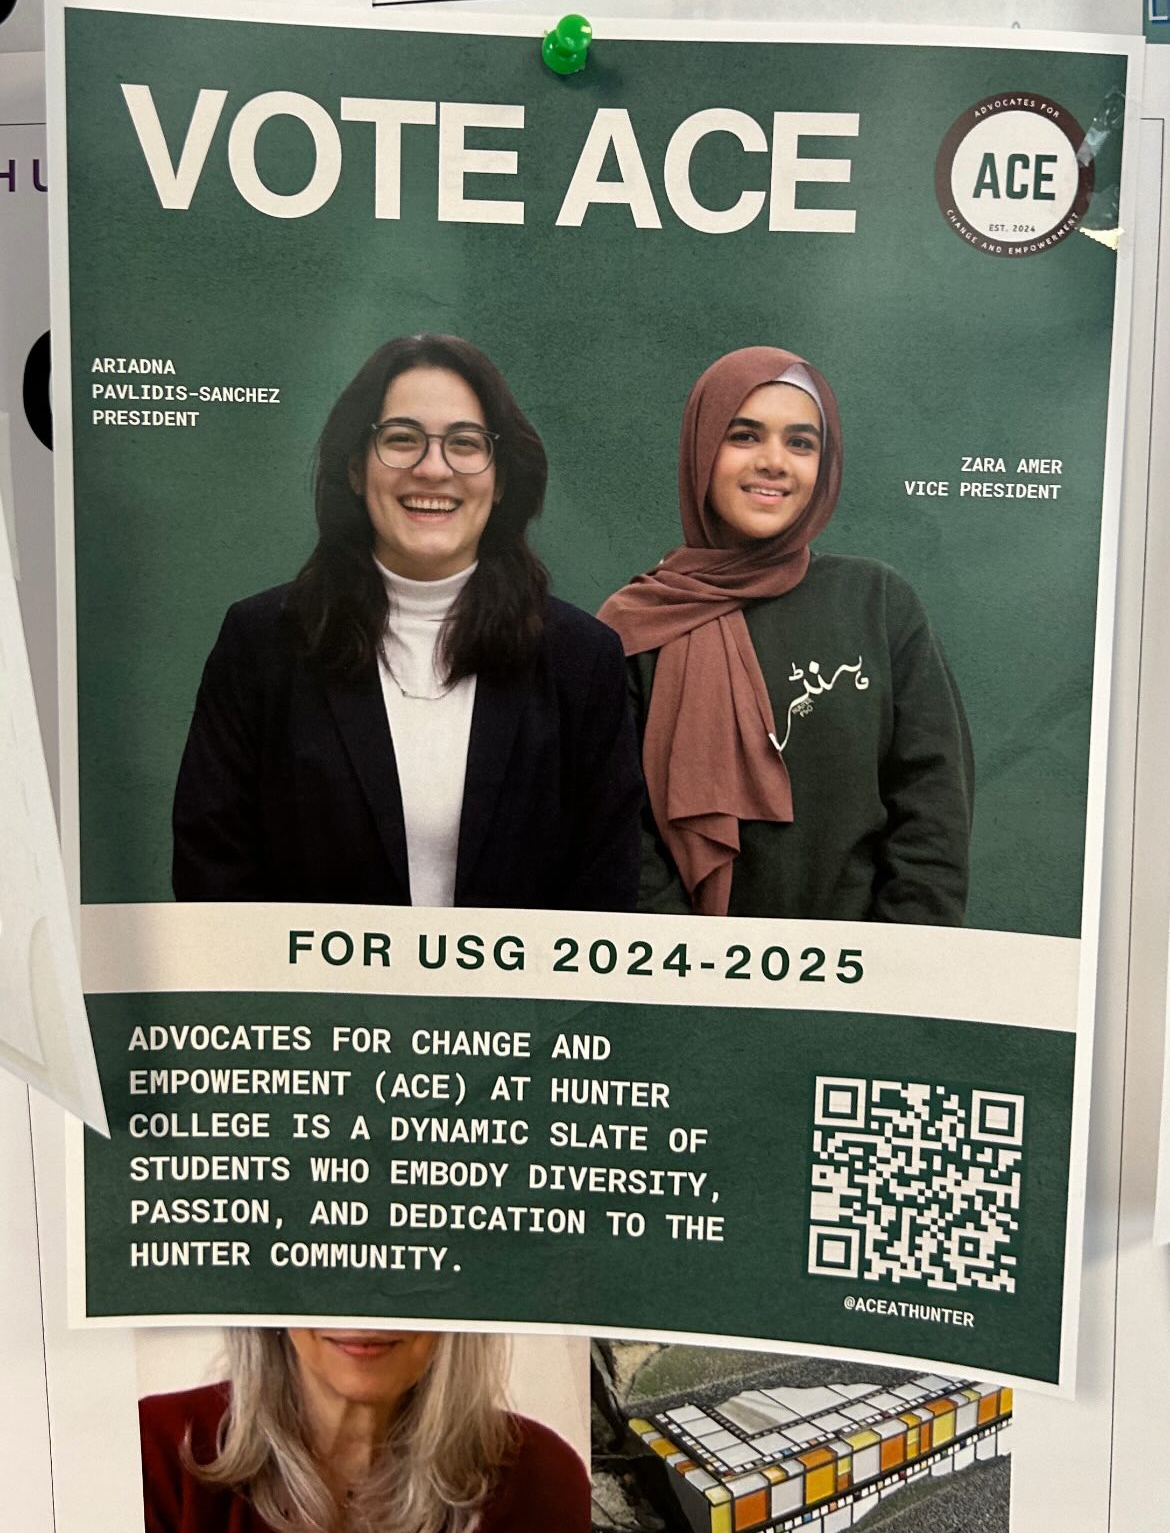 VOTE ACE
ADVOCATES FOR
ACE
EST. 2024
CHANGE AND EMPOWERMENT
ARIADNA
PAVLIDIS-SANCHEZ
PRESIDENT
ZARA AMER
VICE PRESIDENT
ہنٹر
FOR USG 2024-2025
ADVOCATES FOR CHANGE AND
EMPOWERMENT (ACE) AT HUNTER
COLLEGE IS A DYNAMIC SLATE OF
STUDENTS WHO EMBODY DIVERSITY,
PASSION, AND DEDICATION TO THE
HUNTER COMMUNITY.
@ACEATHUNTER